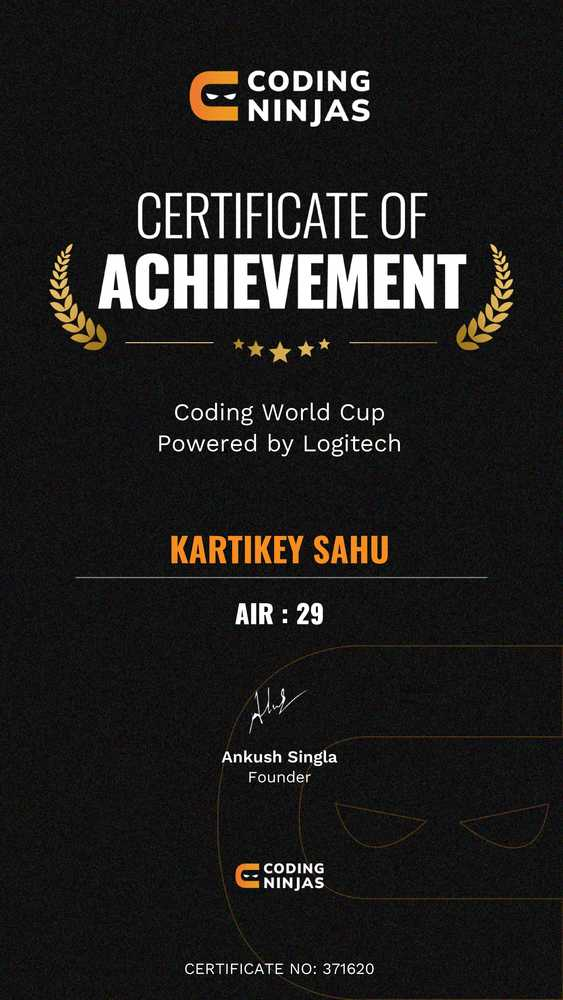 CODING
NINJAS
CERTIFICATE OF
ACHIEVEMENT
Coding World Cup
Powered by Logitech
KARTIKEY SAHU
AIR : 29
Ankush Singla
Founder
CODING
NINJAS
CERTIFICATE NO: 371620